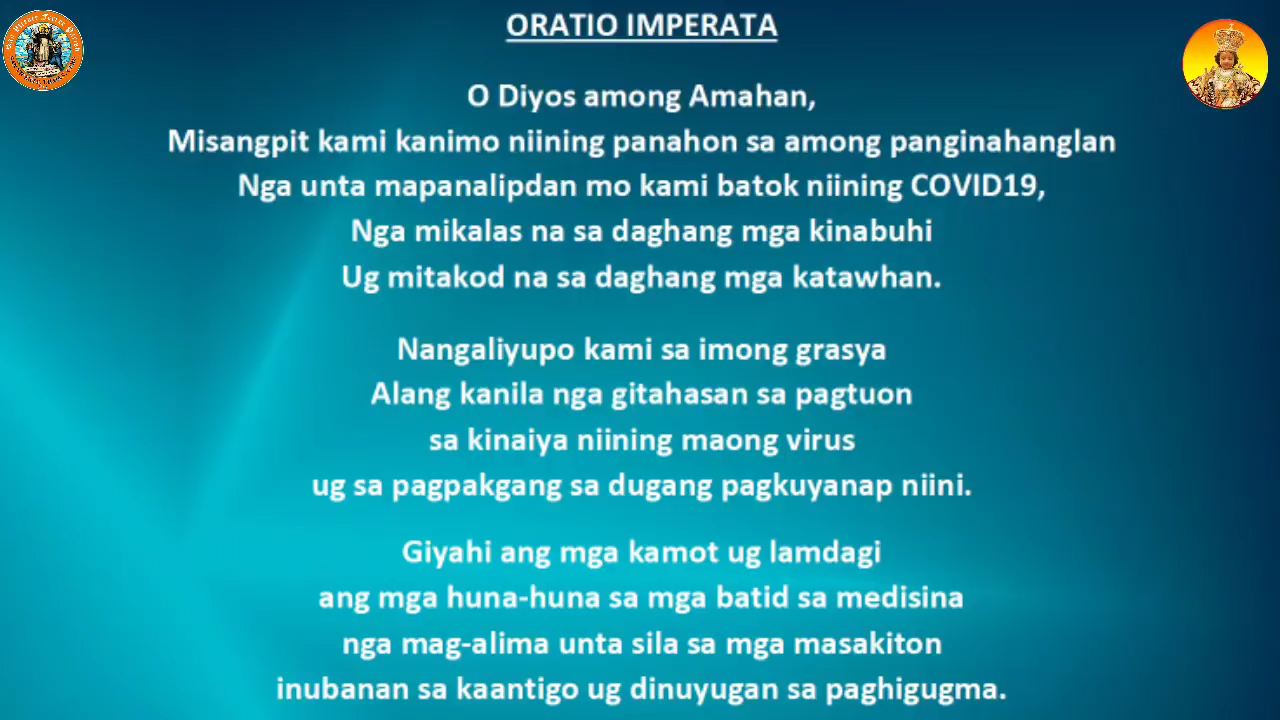 ORATIO IMPERATA
O Diyos among Amahan,
Misangpit kami kanimo niining panahon sa among panginahanglan
Nga unta mapanalipdan mo kami batok niining COVID19,
Nga mikalas na sa daghang mga kinabuhi
Ug mitakod na sa daghang mga katawhan.
Nangaliyupo kami sa imong grasya
Alang kanila nga gitahasan sa pagtuon
sa kinaiya niining maong virus
ug sa pagpakgang sa dugang pagkuyanap niini.
Giyahi ang mga kamot ug lamdagi
ang mga huna-huna sa mga batid sa medisina
nga mag-alima unta sila sa mga masakiton
inubanan sa kaantigo ug dinuyugan sa paghigugma.